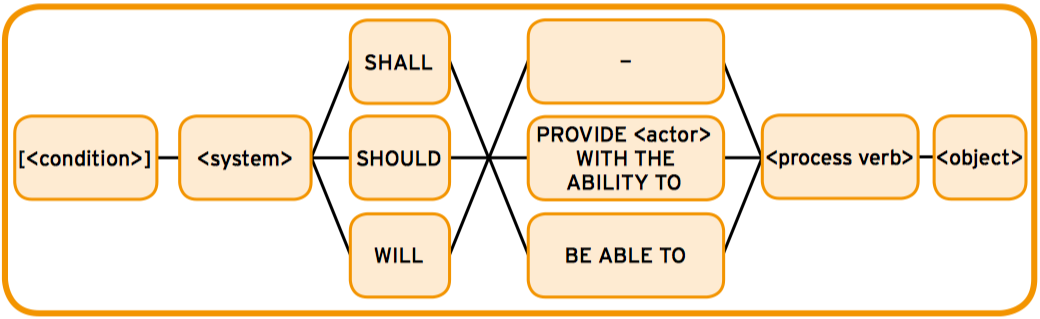 [<condition>]
<system>
SHALL
SHOULD
WILL
–
PROVIDE <actor>
WITH THE
ABILITY TO
BE ABLE TO
<process verb>
<object>